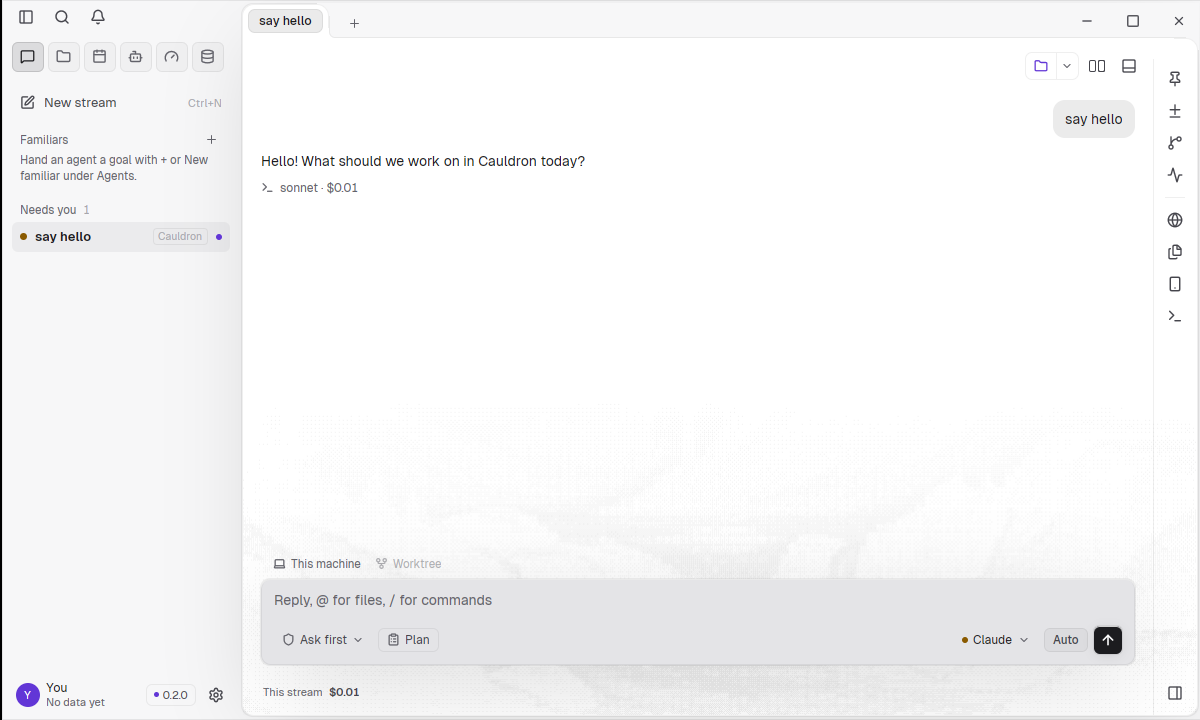 say hello
New stream
Ctrl+N
Familiars
Hand an agent a goal with + or New
familiar under Agents.
Needs you 1
say hello
Cauldron
say hello
Hello! What should we work on in Cauldron today?
sonnet · $0.01
This machine
Worktree
Reply, @ for files, / for commands
Ask first
Plan
Claude
Auto
This stream $0.01
Y
You
No data yet
0.2.0